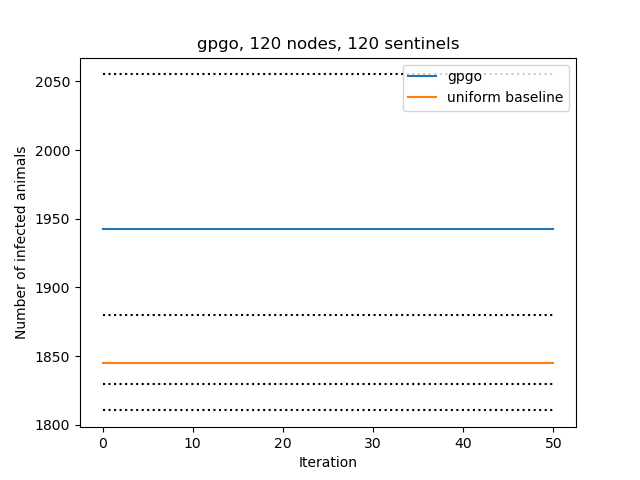 gpgo, 120 nodes, 120 sentinels
gpgo
uniform baseline
Number of infected animals
2050
2000
1950
1900
1850
1800
0 10 20 30 40 50
Iteration